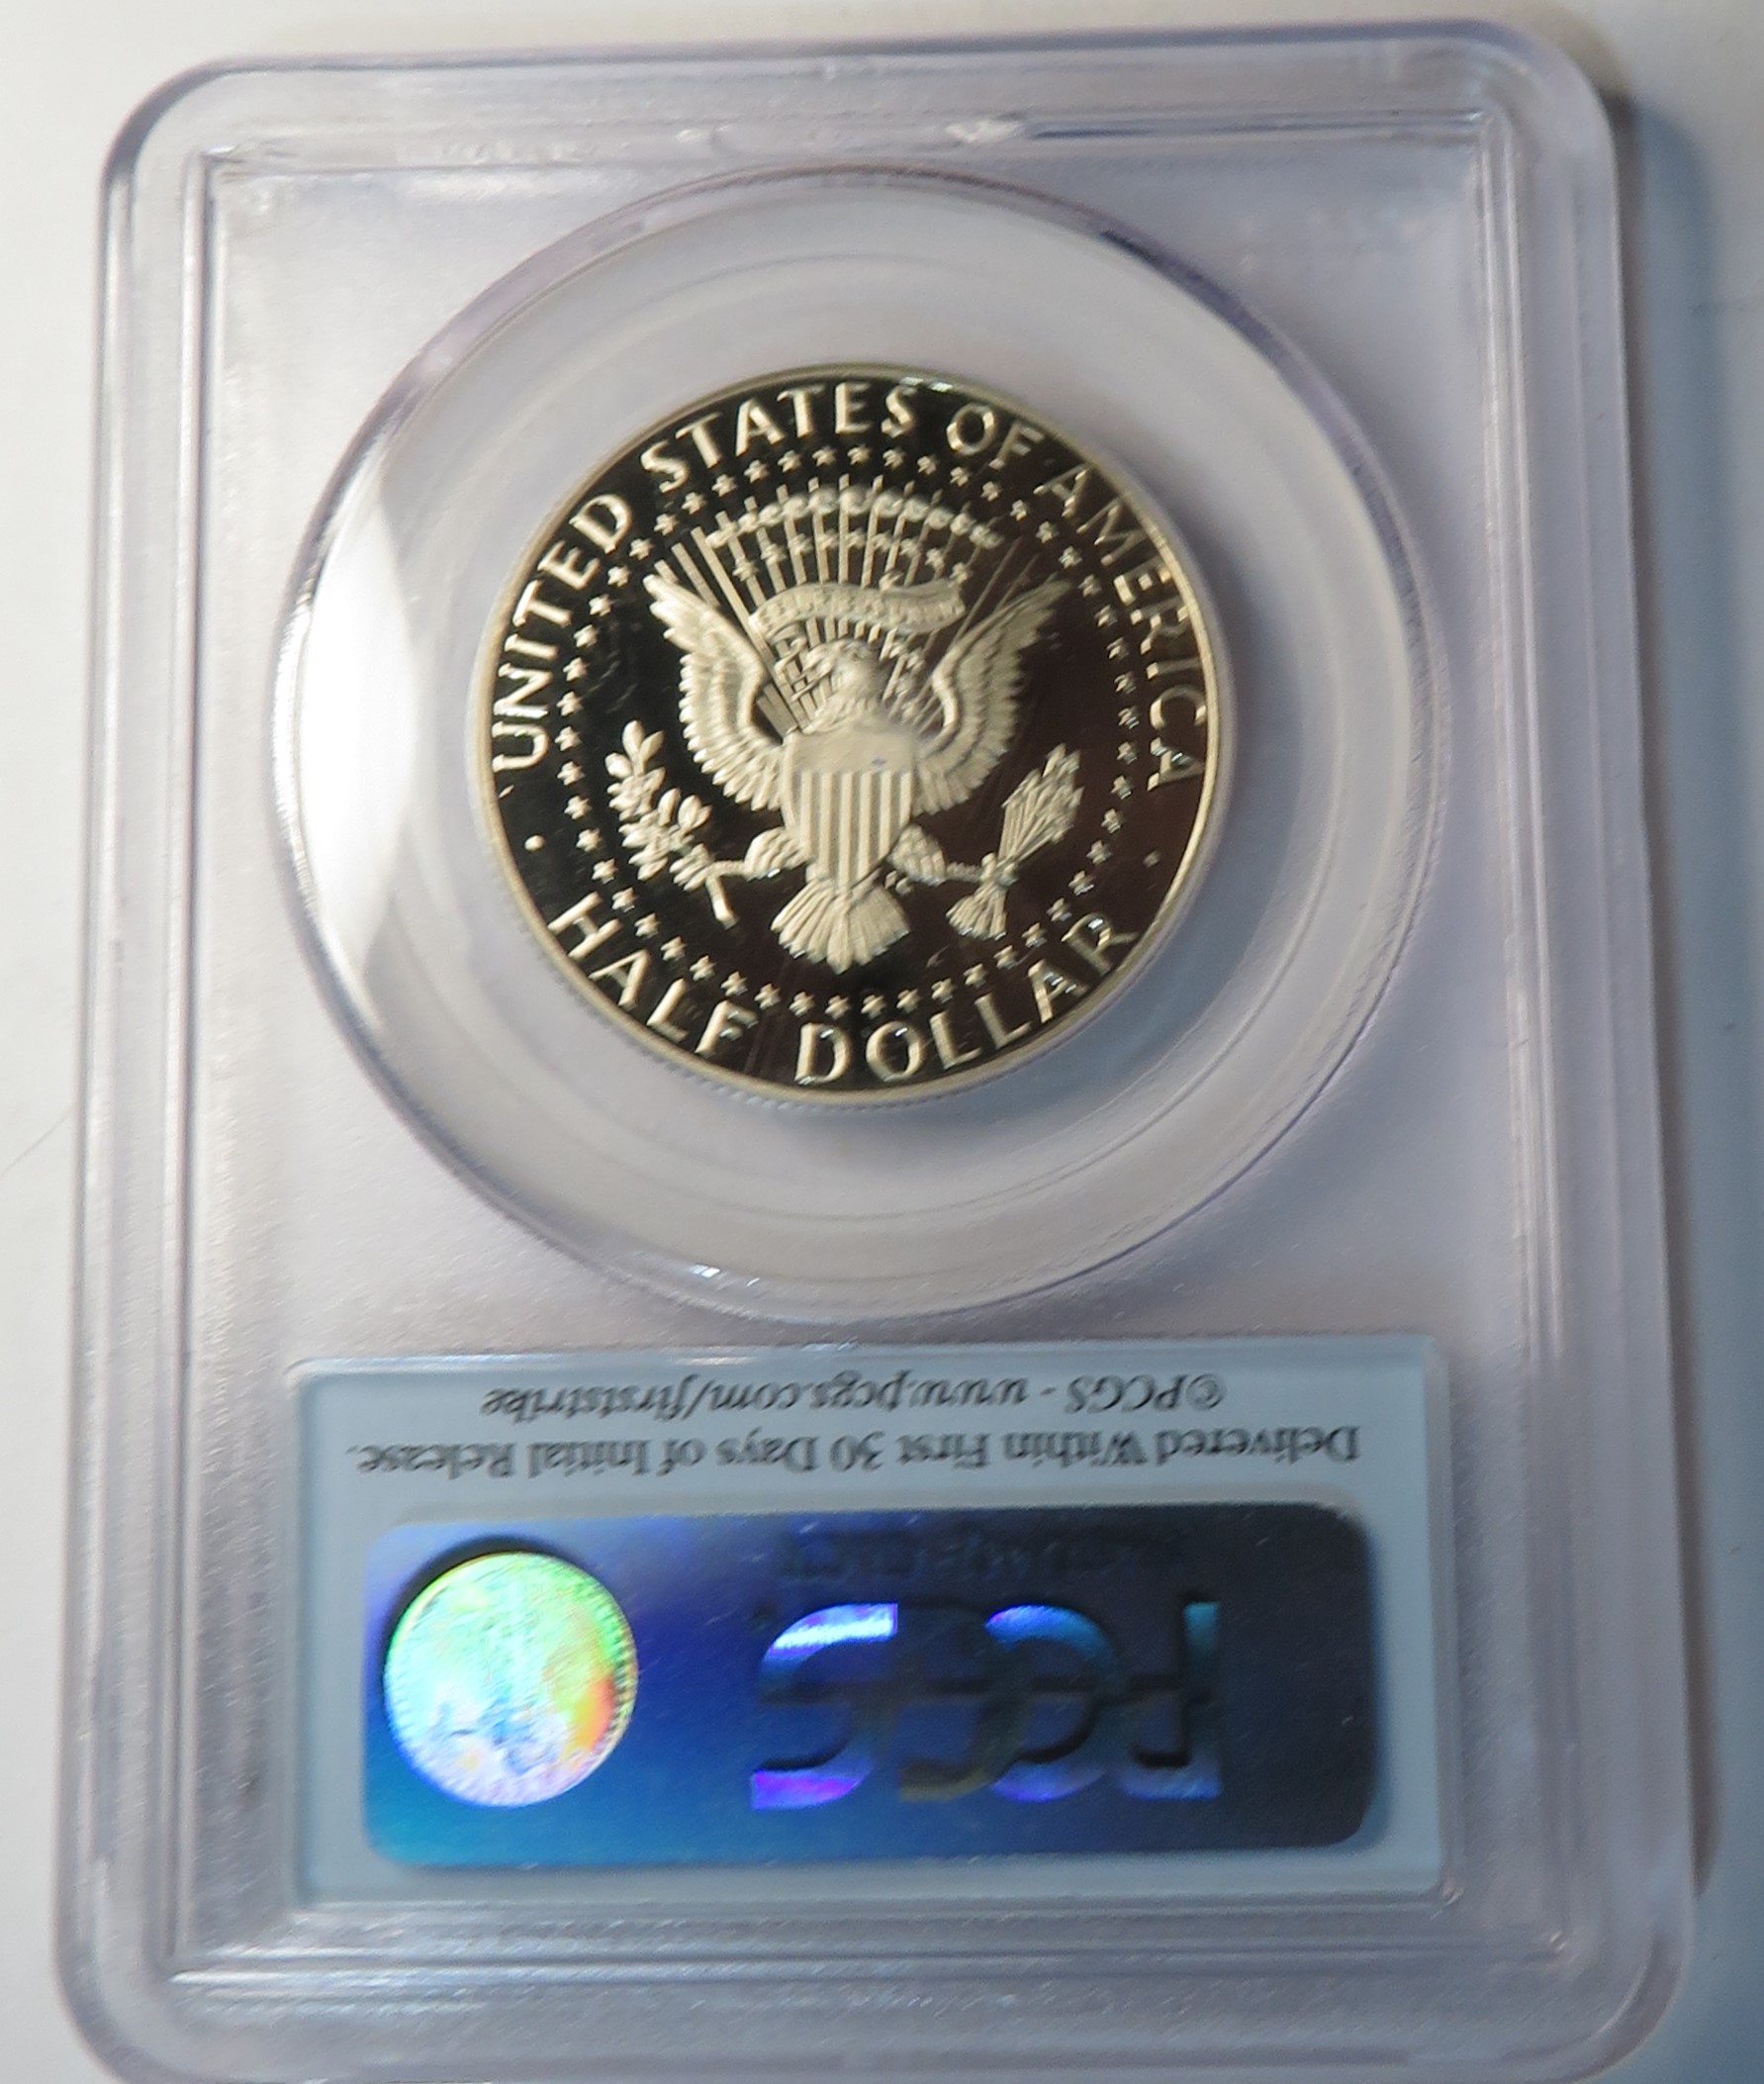 UNITED STATES OF AMERICA
HALF DOLLAR
©PCGS - www.pcgs.com/firststrike
Delivered Within First 30 Days of Initial Release.
PCGS